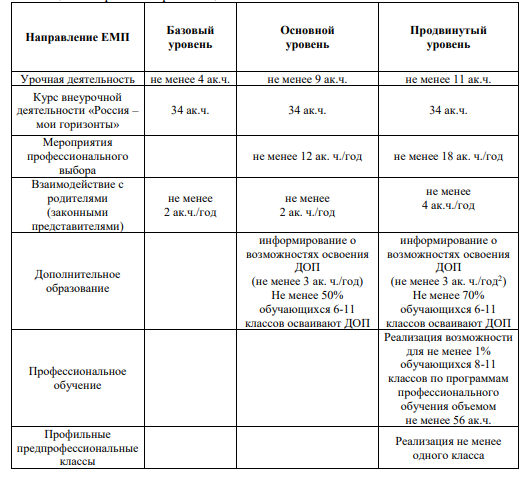 Направление ЕМП
Базовый
уровень
Основной
уровень
Продвинутый
уровень
Урочная деятельность
не менее 4 ак.ч.
не менее 9 ак.ч.
не менее 11 ак.ч.
Курс внеурочной
деятельности «Россия –
мои горизонты»
34 ак.ч.
34 ак.ч.
34 ак.ч.
Мероприятия
профессионального
выбора
не менее 12 ак. ч./год
не менее 18 ак. ч./год
Взаимодействие с
родителями
(законными
представителями)
не менее
2 ак.ч./год
не менее
2 ак. ч./год
не менее
4 ак.ч./год
Дополнительное
образование
информирование о
возможностях освоения
ДОП
(не менее 3 ак. ч./год)
Не менее 50%
обучающихся 6-11
классов осваивают ДОП
информирование о
возможностях освоения
ДОП
(не менее 3 ак. ч./год²)
Не менее 70%
обучающихся 6-11
классов осваивают ДОП
Профессиональное
обучение
Реализация возможности
для не менее 1%
обучающихся 8-11
классов по программам
профессионального
обучения объемом
не менее 56 ак.ч.
Профильные
предпрофессиональные
классы
Реализация не менее
одного класса